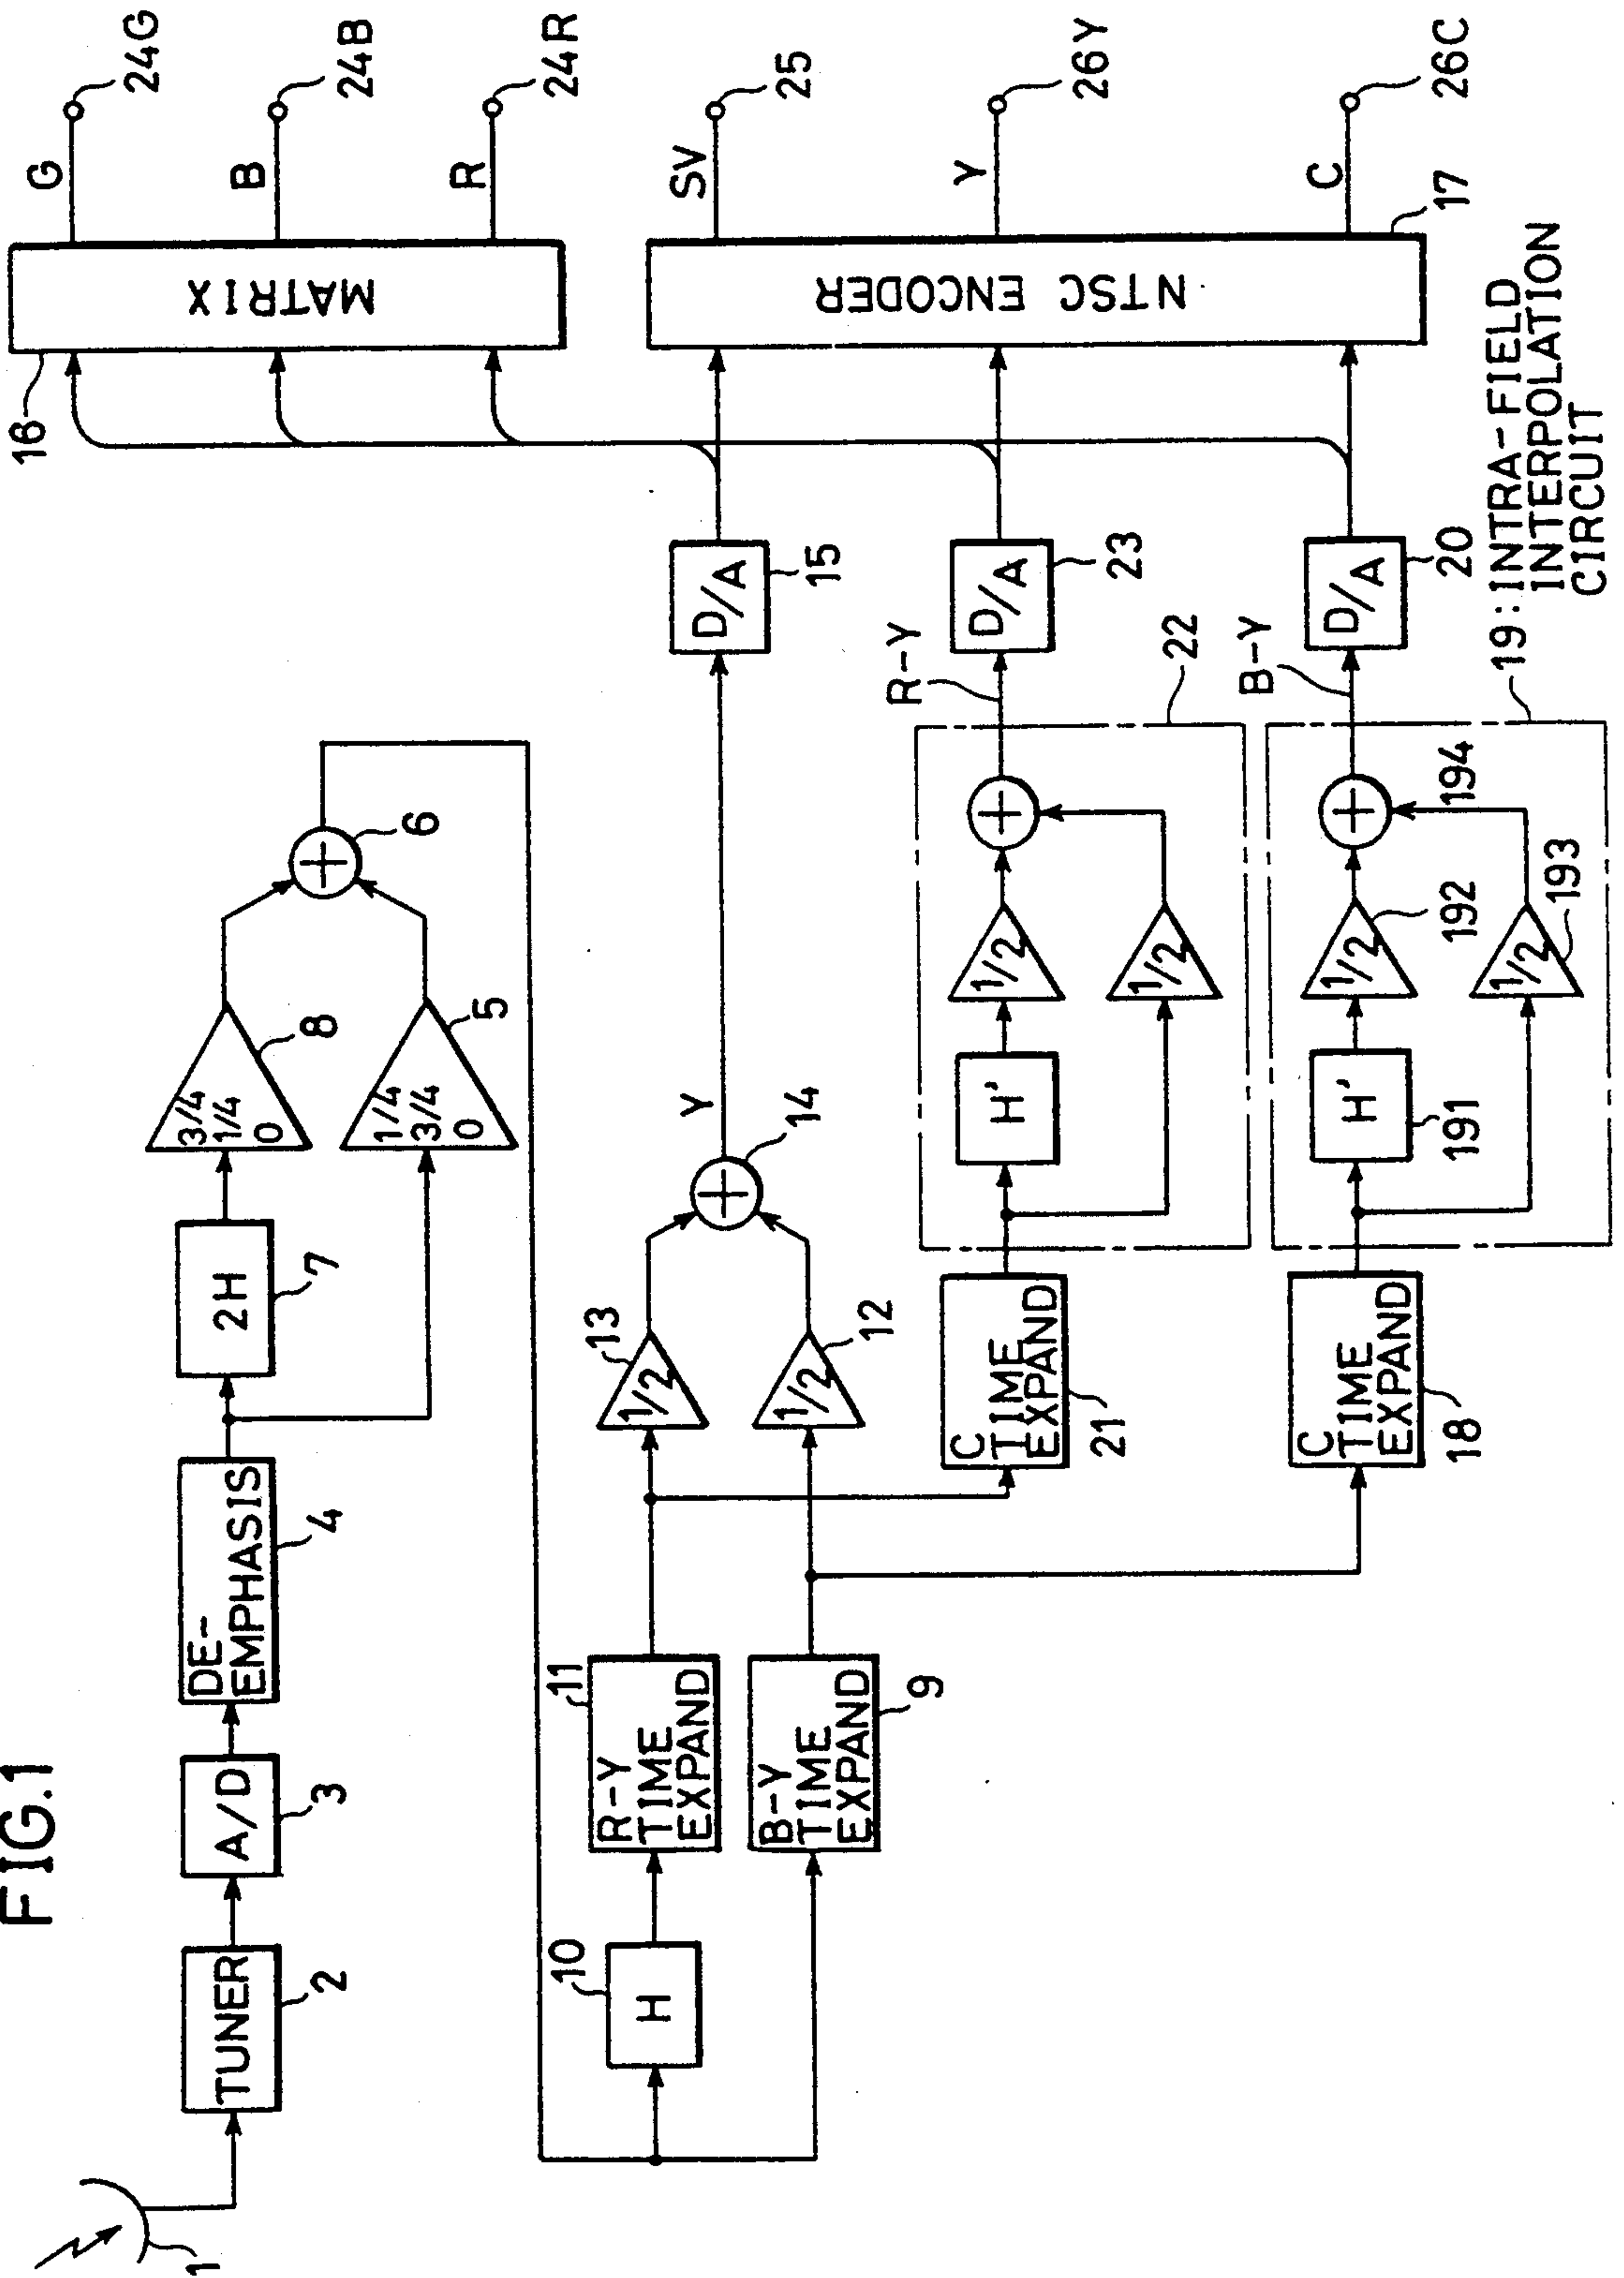 FIG.1
1
TUNER
2
A/D
3
DE-
EMPHASIS
4
2H
7
3/4
1/4
0
8
1/4
3/4
0
5
6
10
H
11
R-Y
TIME
EXPAND
B-Y
TIME
EXPAND
9
13
1/2
1/2
12
14
Y
C
TIME
EXPAND
21
C
TIME
EXPAND
18
H'
1/2
1/2
22
R-Y
H'
191
1/2
192
1/2
193
194
B-Y
19:INTRA-FIELD
INTERPOLATION
CIRCUIT
D/A
15
D/A
23
D/A
20
16
MATRIX
NTSC ENCODER
17
G
24G
B
24B
R
24R
SV
25
Y
26Y
C
26C